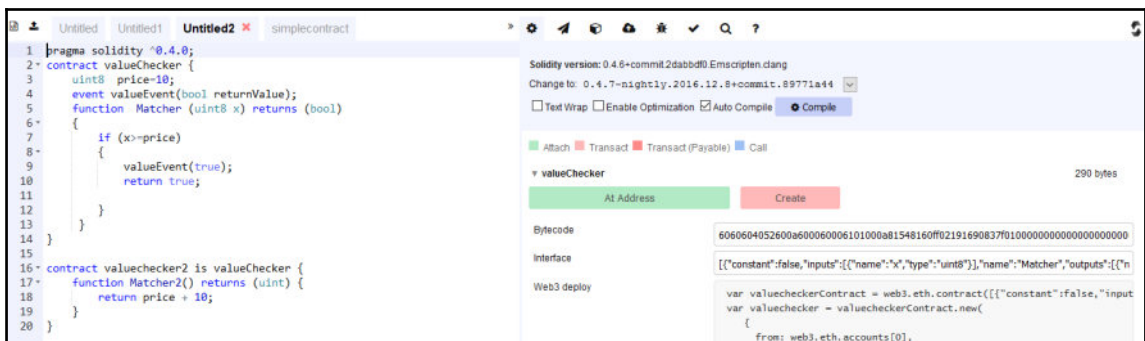 Untitled Untitled1 Untitled2 ✖ simplecontract » ?
1 pragma solidity ^0.4.0;
2 contract valueChecker {
3 uint8 price=10;
4 event valueEvent(bool returnValue);
5 function Matcher (uint8 x) returns (bool)
6 {
7 if (x>=price)
8 {
9 valueEvent(true);
10 return true;
11
12 }
13 }
14 }
15
16 contract valuechecker2 is valueChecker {
17 function Matcher2() returns (uint) {
18 return price + 10;
19 }
20 }
Solidity version: 0.4.6+commit.2dabbdf0.Emscripten.clang
Change to: 0.4.7-nightly.2016.12.8+commit.89771a44
Text Wrap Enable Optimization Auto Compile Compile
Attach Transact Transact (Payable) Call
valueChecker 290 bytes
At Address Create
Bytecode
Interface [{"constant":false,"inputs":[{"name":"x","type":"uint8"}],"name":"Matcher","outputs":[{"n
Web3 deploy var valuecheckerContract = web3.eth.contract([{"constant":false,"input
var valuechecker = valuecheckerContract.new(
{
from: web3.eth.accounts[0],